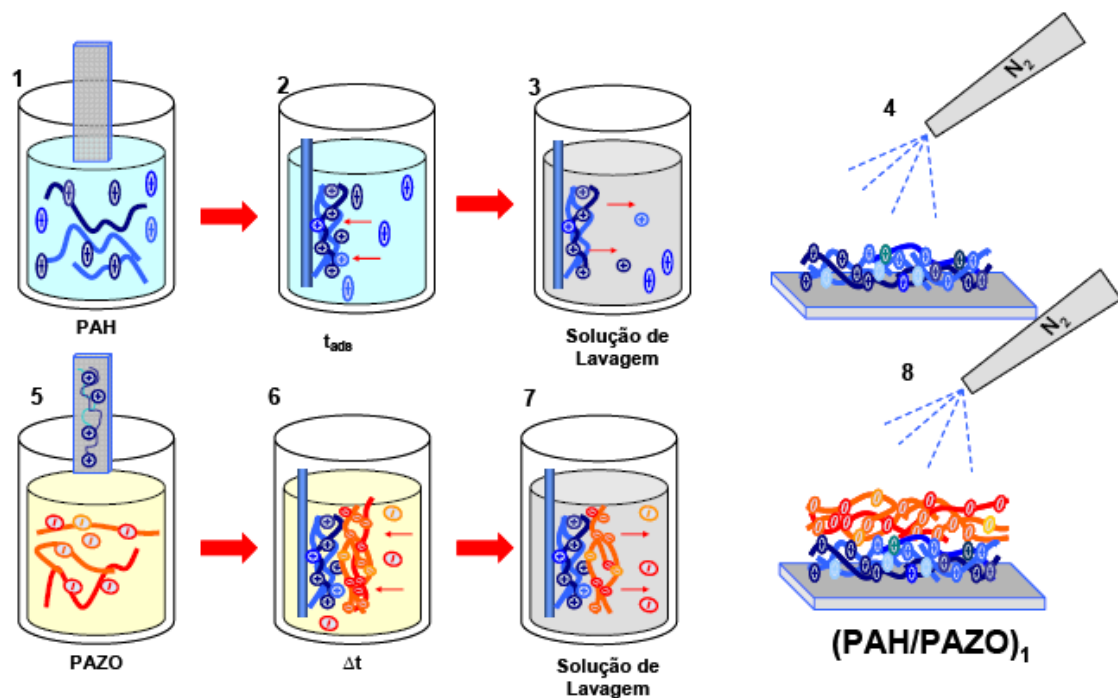 1
2
3
4
N2
PAH
tads
Solução de
Lavagem
5
6
7
8
N2
PAZO
Δt
Solução de
Lavagem
(PAH/PAZO)1